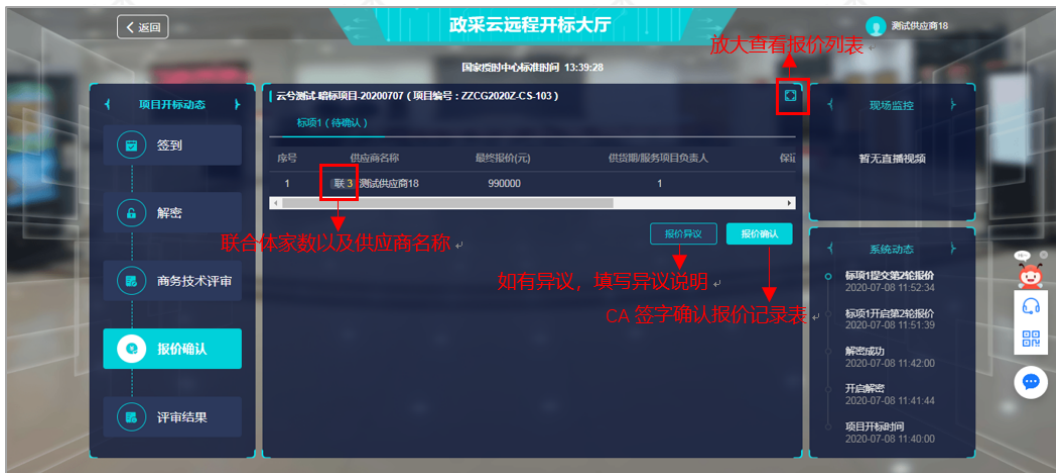 返回
政采云远程开标大厅
测试供应商18
放大查看报价列表
国家授时中心标准时间 13:39:28
项目开标动态
签到
解密
商务技术评审
报价确认
评审结果
云兮测试-暗标项目-20200707（项目编号：ZZCG2020Z-CS-103）
标项1（待确认）
序号 供应商名称 最终报价(元) 供货期/服务项目负责人 保证
1 联3 测试供应商18 990000 1
联合体家数以及供应商名称
报价异议 报价确认
如有异议，填写异议说明
CA 签字确认报价记录表
现场监控
暂无直播视频
系统动态
标项1提交第2轮报价
2020-07-08 11:52:34
标项1开启第2轮报价
2020-07-08 11:51:39
解密成功
2020-07-08 11:42:00
开启解密
2020-07-08 11:41:44
项目开标时间
2020-07-08 11:40:00